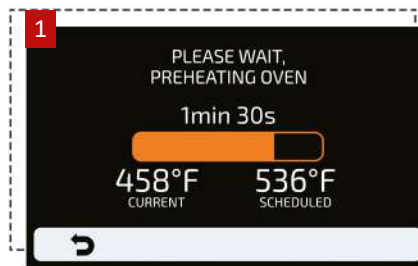 1
PLEASE WAIT,
PREHEATING OVEN
1min 30s
458°F 536°F
CURRENT SCHEDULED